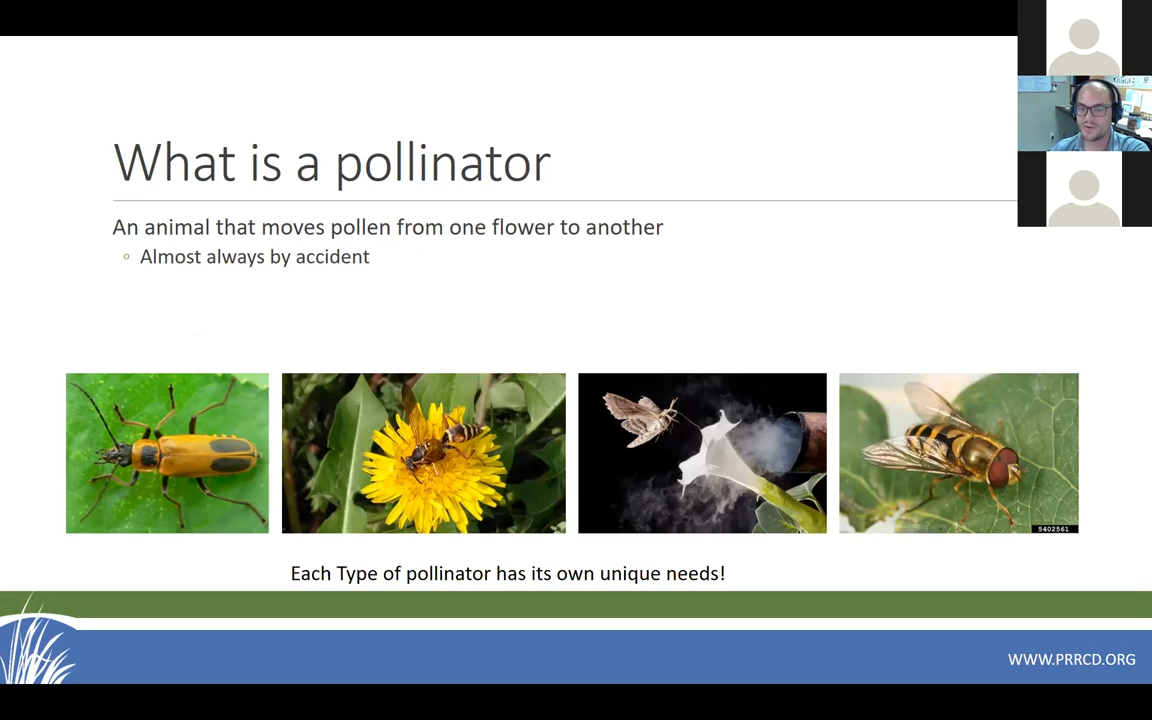 What is a pollinator
An animal that moves pollen from one flower to another
Almost always by accident
5402561
Each Type of pollinator has its own unique needs!
WWW.PRRCD.ORG